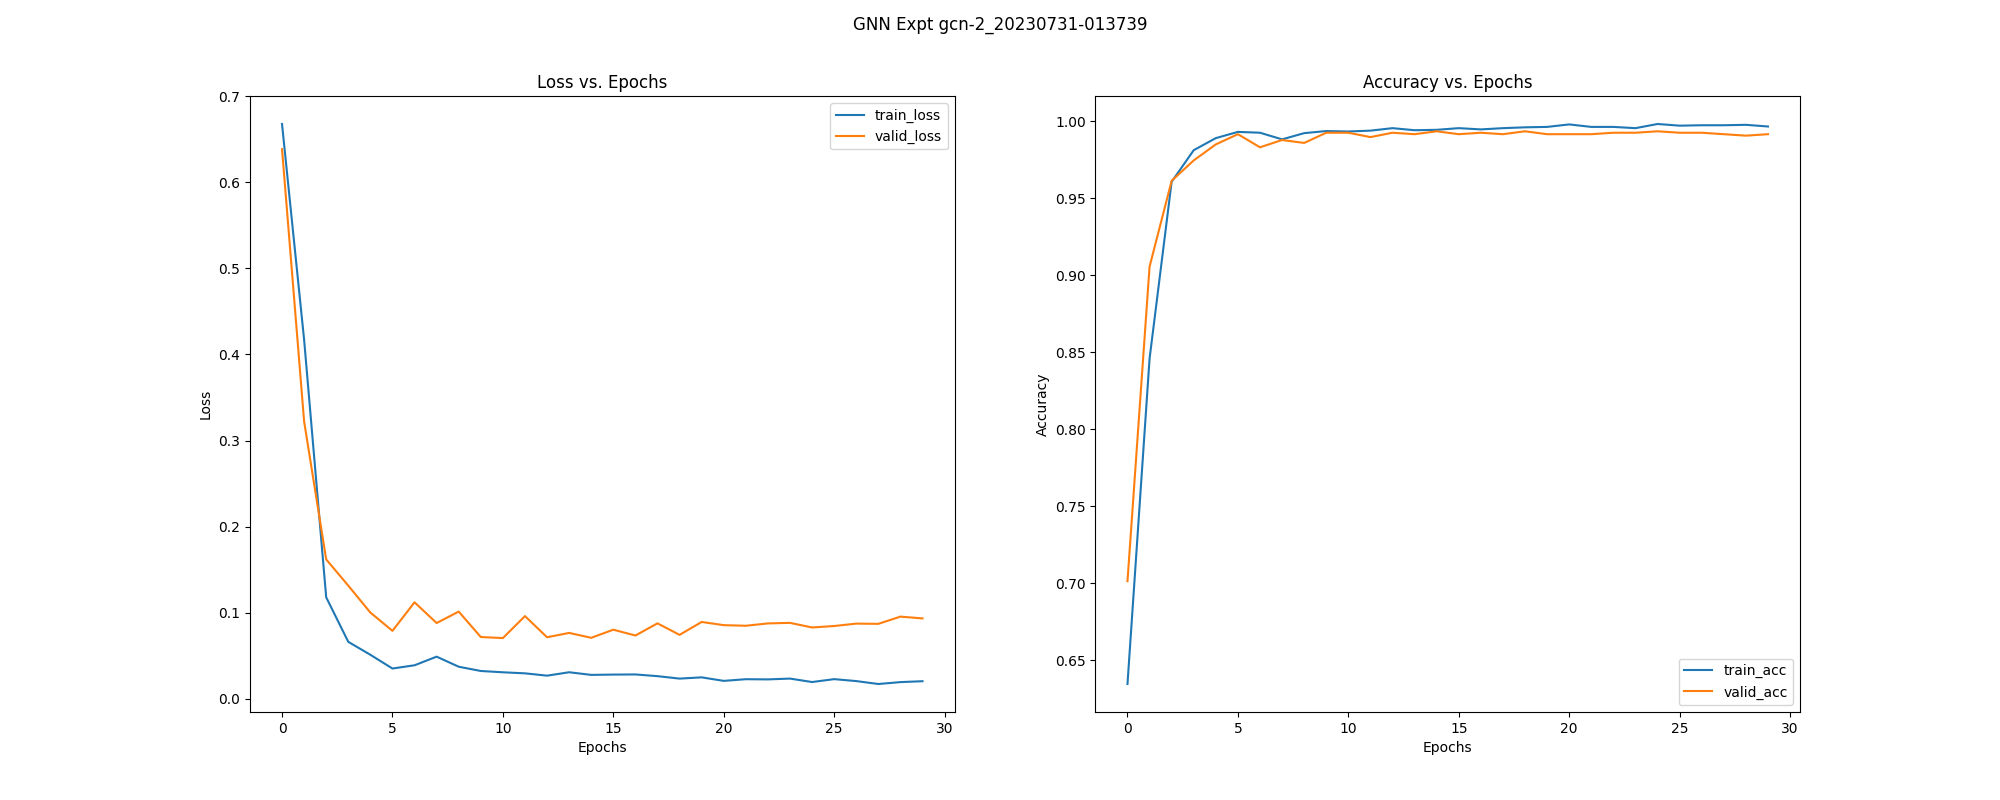 GNN Expt gcn-2_20230731-013739
Loss vs. Epochs
0.7
0.6
0.5
0.4
0.3
0.2
0.1
0.0
Loss
train_loss
valid_loss
0 5 10 15 20 25 30
Epochs
Accuracy vs. Epochs
1.00
0.95
0.90
0.85
0.80
0.75
0.70
0.65
Accuracy
train_acc
valid_acc
0 5 10 15 20 25 30
Epochs